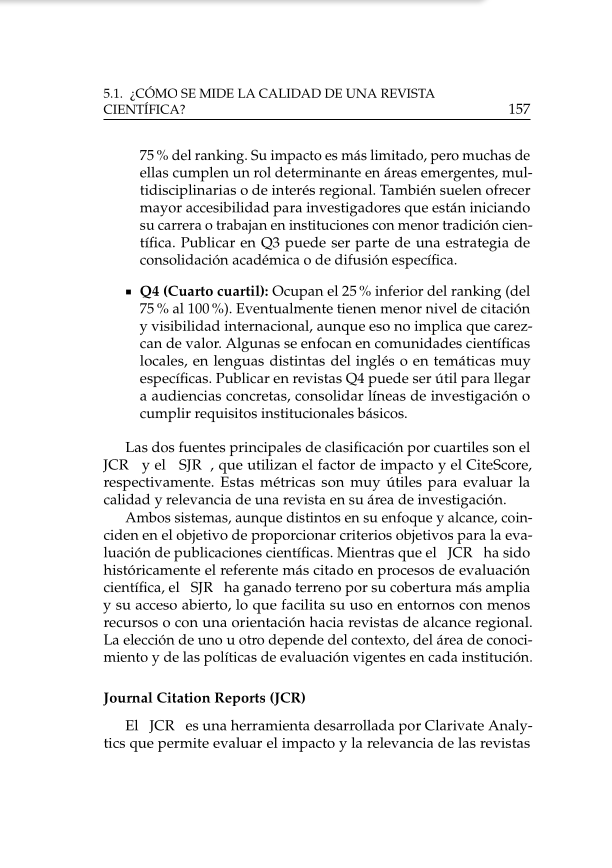 5.1. ¿CÓMO SE MIDE LA CALIDAD DE UNA REVISTA
CIENTÍFICA? 157
75 % del ranking. Su impacto es más limitado, pero muchas de
ellas cumplen un rol determinante en áreas emergentes, mul-
tidisciplinarias o de interés regional. También suelen ofrecer
mayor accesibilidad para investigadores que están iniciando
su carrera o trabajan en instituciones con menor tradición cien-
tífica. Publicar en Q3 puede ser parte de una estrategia de
consolidación académica o de difusión específica.
▪ Q4 (Cuarto cuartil): Ocupan el 25 % inferior del ranking (del
75 % al 100 %). Eventualmente tienen menor nivel de citación
y visibilidad internacional, aunque eso no implica que carez-
can de valor. Algunas se enfocan en comunidades científicas
locales, en lenguas distintas del inglés o en temáticas muy
específicas. Publicar en revistas Q4 puede ser útil para llegar
a audiencias concretas, consolidar líneas de investigación o
cumplir requisitos institucionales básicos.
Las dos fuentes principales de clasificación por cuartiles son el
JCR y el SJR , que utilizan el factor de impacto y el CiteScore,
respectivamente. Estas métricas son muy útiles para evaluar la
calidad y relevancia de una revista en su área de investigación.
Ambos sistemas, aunque distintos en su enfoque y alcance, coin-
ciden en el objetivo de proporcionar criterios objetivos para la eva-
luación de publicaciones científicas. Mientras que el JCR ha sido
históricamente el referente más citado en procesos de evaluación
científica, el SJR ha ganado terreno por su cobertura más amplia
y su acceso abierto, lo que facilita su uso en entornos con menos
recursos o con una orientación hacia revistas de alcance regional.
La elección de uno u otro depende del contexto, del área de conoci-
miento y de las políticas de evaluación vigentes en cada institución.
Journal Citation Reports (JCR)
El JCR es una herramienta desarrollada por Clarivate Analy-
tics que permite evaluar el impacto y la relevancia de las revistas